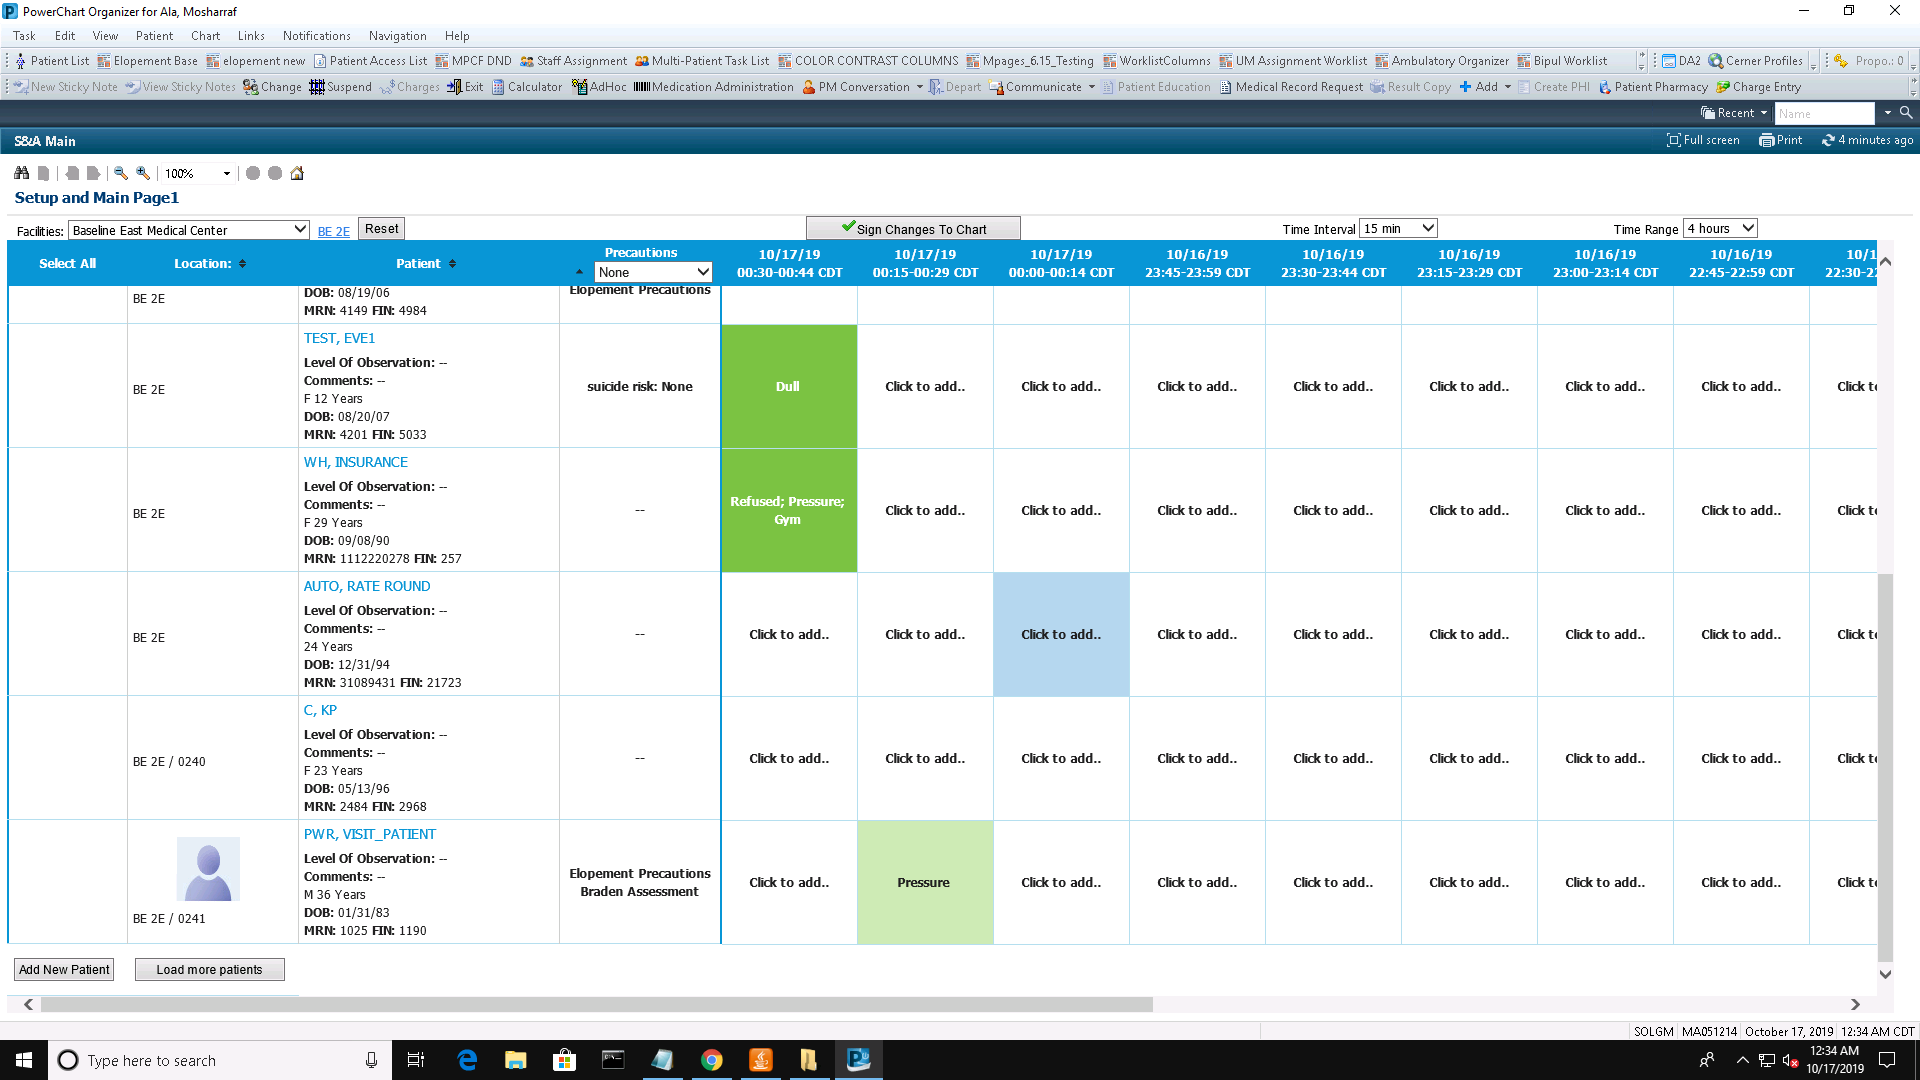 PowerChart Organizer for Ala, Mosharraf
Task Edit View Patient Chart Links Notifications Navigation Help
Patient List Elopement Base elopement new Patient Access List MPCF DND Staff Assignment Multi-Patient Task List COLOR CONTRAST COLUMNS Mpages_6.15_Testing WorklistColumns UM Assignment Worklist Ambulatory Organizer Bipul Worklist DA2 Cerner Profiles Propo.: 0
New Sticky Note View Sticky Notes Change Suspend Charges Exit Calculator AdHoc Medication Administration PM Conversation Depart Communicate Patient Education Medical Record Request Result Copy Add Create PHI Patient Pharmacy Charge Entry
Recent Name
S&A Main Full screen Print 4 minutes ago
100%
Setup and Main Page1
Facilities: Baseline East Medical Center BE 2E Reset Sign Changes To Chart Time Interval 15 min Time Range 4 hours
Select All Location: Patient Precautions None
10/17/19 10/17/19 10/17/19 10/16/19 10/16/19 10/16/19 10/16/19 10/16/19 10/1
00:30-00:44 CDT 00:15-00:29 CDT 00:00-00:14 CDT 23:45-23:59 CDT 23:30-23:44 CDT 23:15-23:29 CDT 23:00-23:14 CDT 22:45-22:59 CDT 22:30-22
BE 2E
DOB: 08/19/06
MRN: 4149 FIN: 4984
Elopement Precautions
BE 2E
TEST, EVE1
Level Of Observation: --
Comments: --
F 12 Years
DOB: 08/20/07
MRN: 4201 FIN: 5033
suicide risk: None
Dull Click to add.. Click to add.. Click to add.. Click to add.. Click to add.. Click to add.. Click to add.. Click to
BE 2E
WH, INSURANCE
Level Of Observation: --
Comments: --
F 29 Years
DOB: 09/08/90
MRN: 1112220278 FIN: 257
--
Refused; Pressure;
Gym
Click to add.. Click to add.. Click to add.. Click to add.. Click to add.. Click to add.. Click to add.. Click to
BE 2E
AUTO, RATE ROUND
Level Of Observation: --
Comments: --
24 Years
DOB: 12/31/94
MRN: 31089431 FIN: 21723
--
Click to add.. Click to add.. Click to add.. Click to add.. Click to add.. Click to add.. Click to add.. Click to add.. Click to
BE 2E / 0240
C, KP
Level Of Observation: --
Comments: --
F 23 Years
DOB: 05/13/96
MRN: 2484 FIN: 2968
--
Click to add.. Click to add.. Click to add.. Click to add.. Click to add.. Click to add.. Click to add.. Click to add.. Click to
BE 2E / 0241
PWR, VISIT_PATIENT
Level Of Observation: --
Comments: --
M 36 Years
DOB: 01/31/83
MRN: 1025 FIN: 1190
Elopement Precautions
Braden Assessment
Click to add.. Pressure Click to add.. Click to add.. Click to add.. Click to add.. Click to add.. Click to add.. Click to
Add New Patient Load more patients
SOLGM MA051214 October 17, 2019 12:34 AM CDT
Type here to search
12:34 AM
10/17/2019